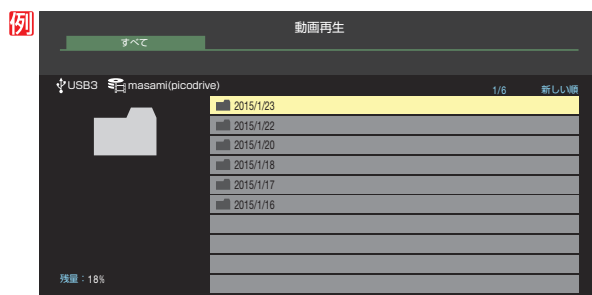 例
動画再生
すべて
USB3 masami(picodrive)
1/6 新しい順
2015/1/23
2015/1/22
2015/1/20
2015/1/18
2015/1/17
2015/1/16
残量：18%